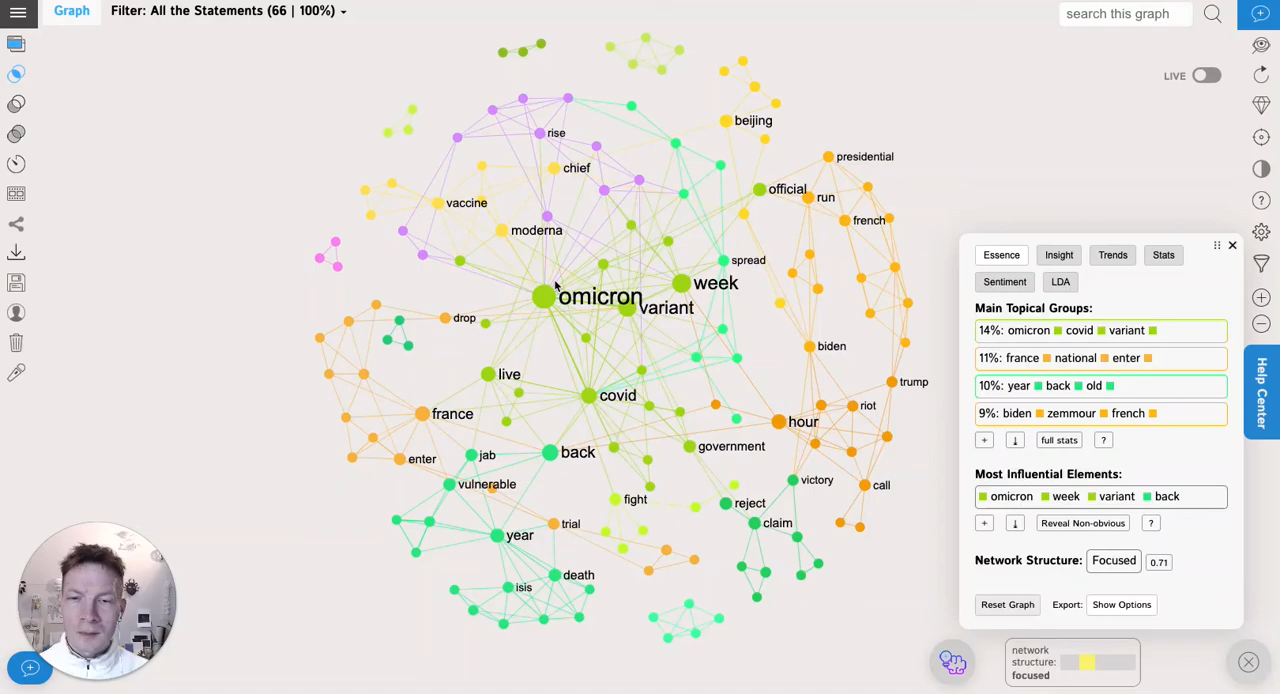 Graph
Filter: All the Statements (66 | 100%)
search this graph
LIVE
beijing
rise
chief
presidential
official
run
vaccine
french
moderna
spread
week
omicron
variant
drop
biden
live
trump
covid
riot
france
hour
government
back
enter
jab
victory
vulnerable
call
fight
reject
trial
claim
year
death
isis
Essence
Insight
Trends
Stats
Sentiment
LDA
Main Topical Groups:
14%: omicron covid variant
11%: france national enter
10%: year back old
9%: biden zemmour french
+
↓
full stats
?
Most Influential Elements:
omicron week variant back
+
↓
Reveal Non-obvious
?
Network Structure: Focused 0.71
Reset Graph
Export: Show Options
Help Center
network
structure:
focused